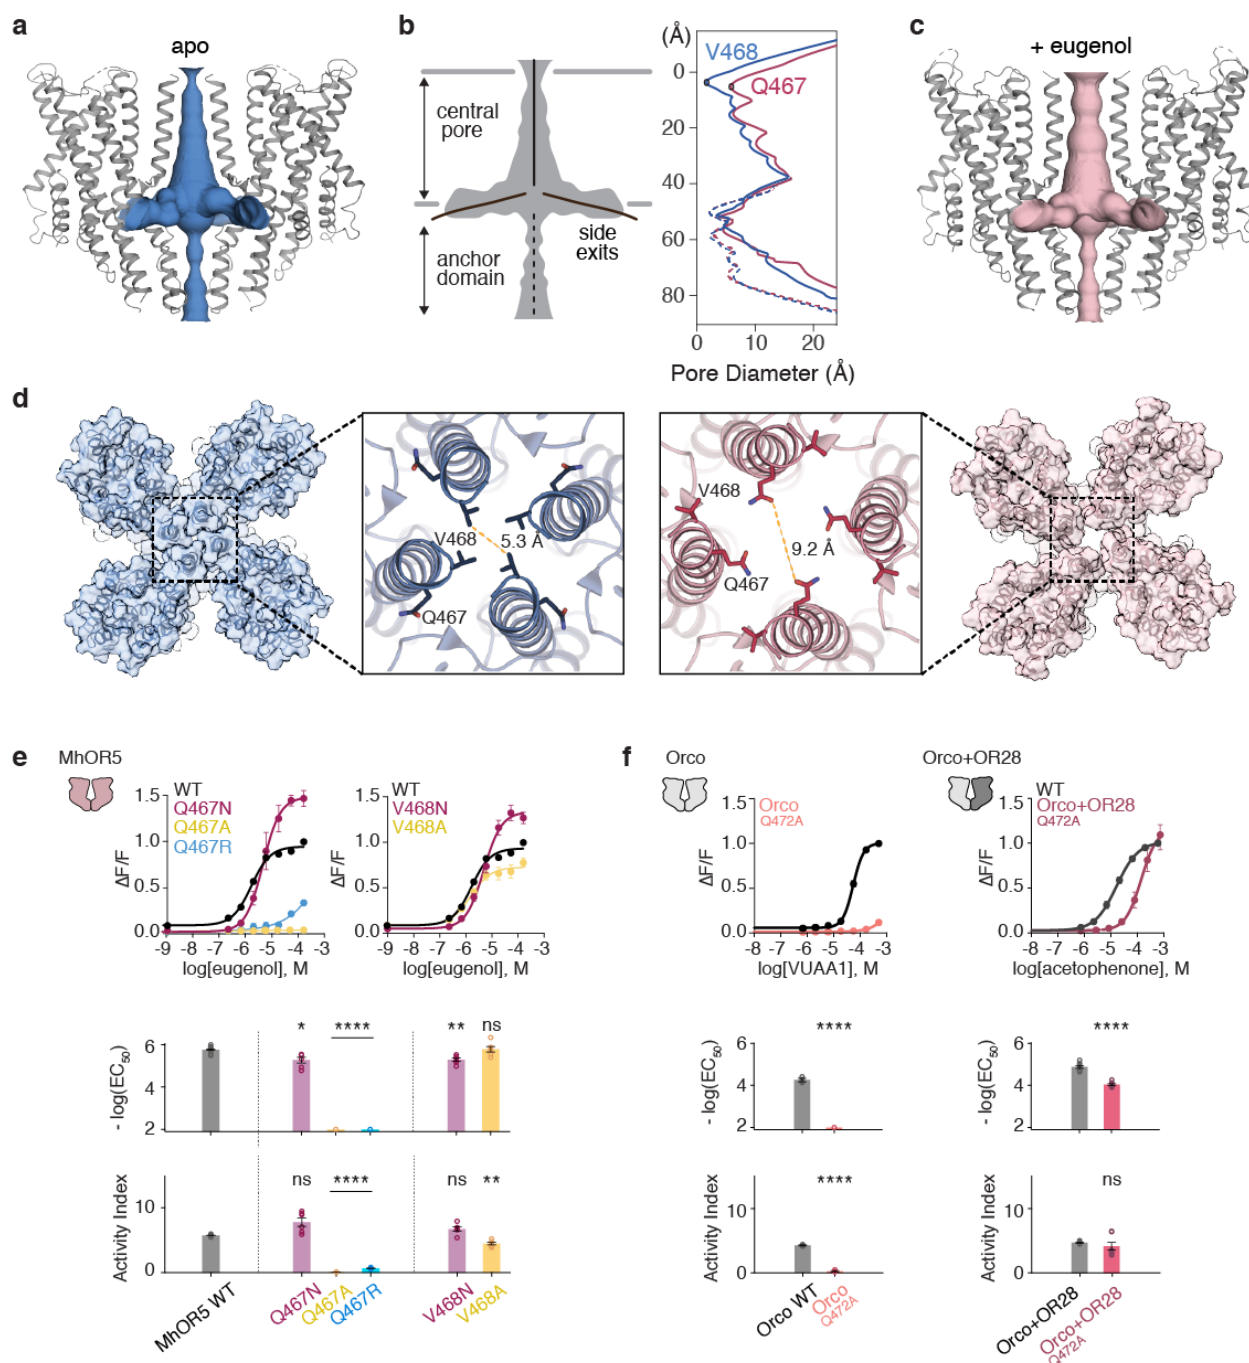 a
apo
b
central
pore
anchor
domain
side
exits
(Å)
V468
Q467
0
20
40
60
80
0
10
20
Pore Diameter (Å)
c
+ eugenol
d
V468
5.3 Å
Q467
V468
9.2 Å
Q467
e
MhOR5
WT
Q467N
Q467A
Q467R
1.5
1.0
0.5
0.0
ΔF/F
-9 -8 -7 -6 -5 -4 -3
log[eugenol], M
WT
V468N
V468A
1.5
1.0
0.5
0.0
ΔF/F
-9 -8 -7 -6 -5 -4 -3
log[eugenol], M
- log(EC50)
6
4
2
* **** ** ns
Activity Index
10
0
ns **** ns **
MhOR5 WT
Q467N
Q467A
Q467R
V468N
V468A
f
Orco
Orco
Q472A
1.5
1.0
0.5
0.0
ΔF/F
-8 -7 -6 -5 -4 -3
log[VUAA1], M
Orco+OR28
WT
Orco+OR28
Q472A
1.5
1.0
0.5
0.0
ΔF/F
-8 -7 -6 -5 -4 -3
log[acetophenone], M
- log(EC50)
6
4
2
****
- log(EC50)
6
4
2
****
Activity Index
10
0
****
Orco WT
Orco
Q472A
Activity Index
10
0
ns
Orco+OR28
Orco+OR28
Q472A